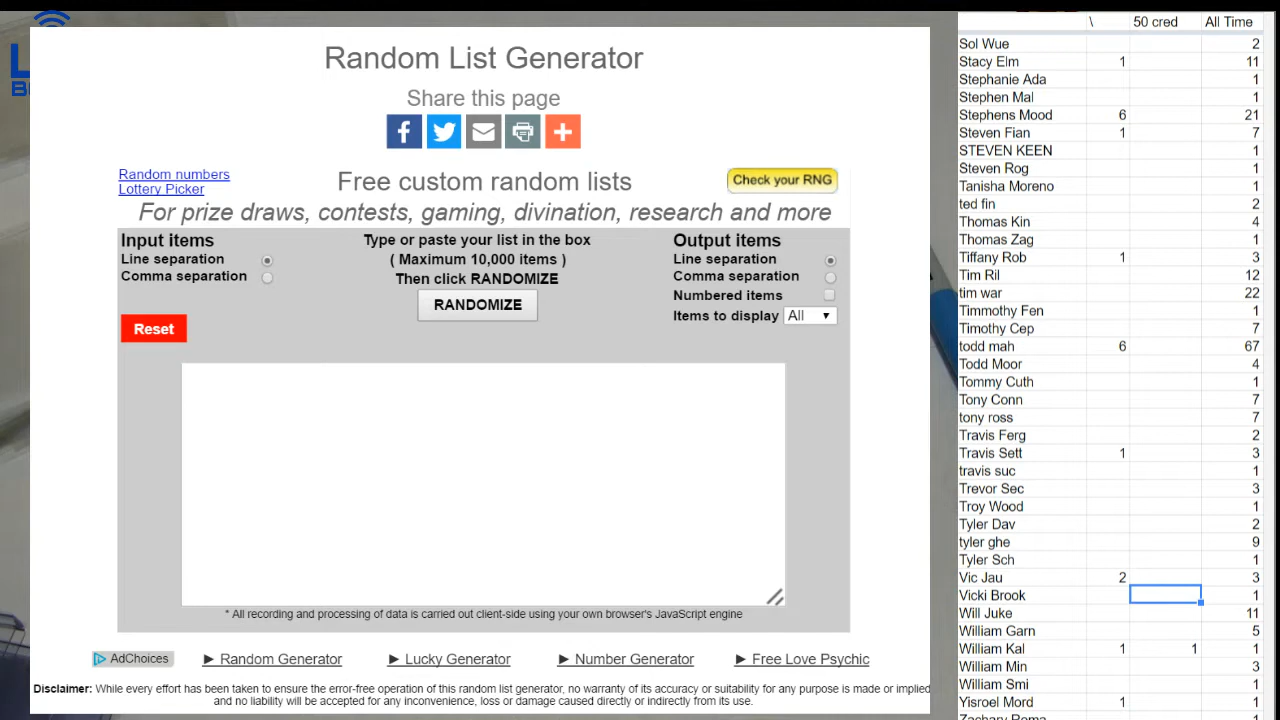 Random List Generator
Share this page
Random numbers
Lottery Picker
Free custom random lists
Check your RNG
For prize draws, contests, gaming, divination, research and more
Input items
Line separation
Comma separation
Reset
Type or paste your list in the box
( Maximum 10,000 items )
Then click RANDOMIZE
RANDOMIZE
Output items
Line separation
Comma separation
Numbered items
Items to display All
* All recording and processing of data is carried out client-side using your own browser's JavaScript engine
AdChoices
► Random Generator
► Lucky Generator
► Number Generator
► Free Love Psychic
Disclaimer: While every effort has been taken to ensure the error-free operation of this random list generator, no warranty of its accuracy or suitability for any purpose is made or implied
and no liability will be accepted for any inconvenience, loss or damage caused directly or indirectly from its use.
\ 50 cred All Time
Sol Wue 2
Stacy Elm 1 11
Stephanie Ada 1
Stephen Mal 1
Stephens Mood 6 21
Steven Fian 1 7
STEVEN KEEN 1
Steven Rog 1
Tanisha Moreno 1
ted fin 2
Thomas Kin 4
Thomas Zag 1
Tiffany Rob 1 3
Tim Ril 12
tim war 22
Timmothy Fen 1
Timothy Cep 7
todd mah 6 67
Todd Moor 4
Tommy Cuth 1
Tony Conn 7
tony ross 7
Travis Ferg 2
Travis Sett 1 3
travis suc 1
Trevor Sec 3
Troy Wood 1
Tyler Dav 2
tyler ghe 9
Tyler Sch 1
Vic Jau 2 3
Vicki Brook 1
Will Juke 11
William Garn 5
William Kal 1 1 1
William Min 3
William Smi 1
Yisroel Mord 1 1